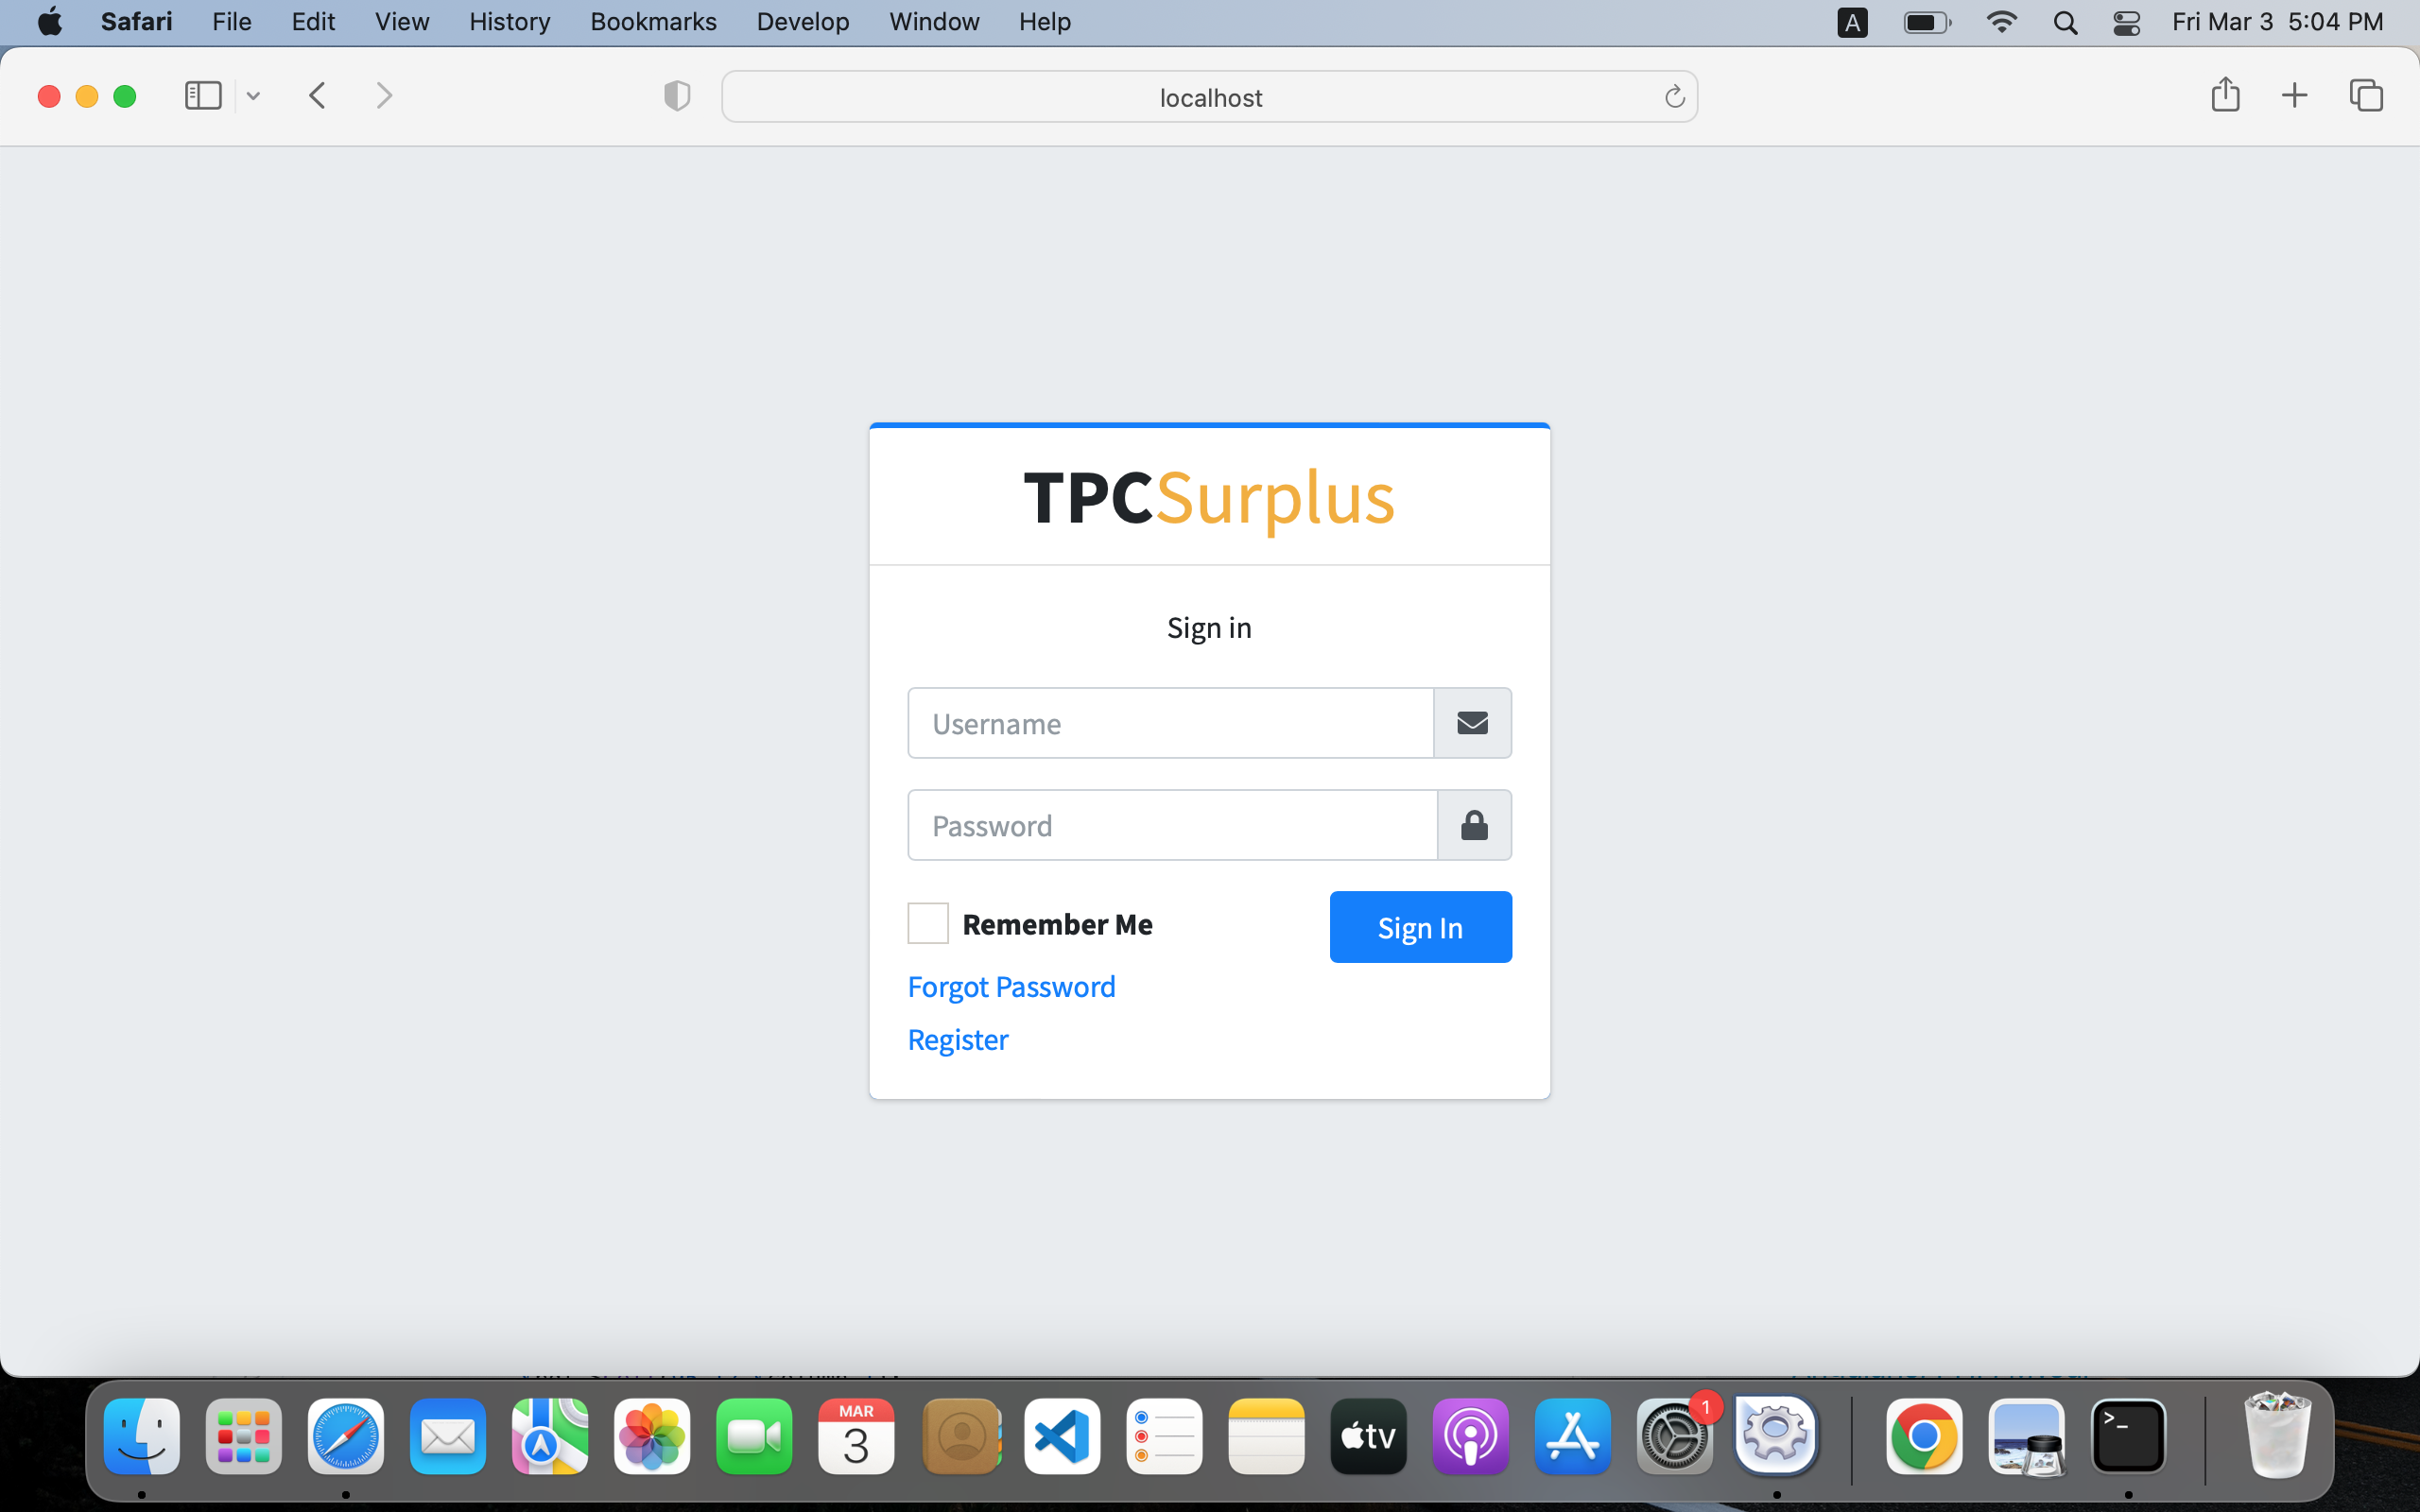 Safari File Edit View History Bookmarks Develop Window Help A Fri Mar 3 5:04 PM
localhost
TPCSurplus
Sign in
Username
Password
Remember Me
Sign In
Forgot Password
Register
MAR
3
tv
1
>_